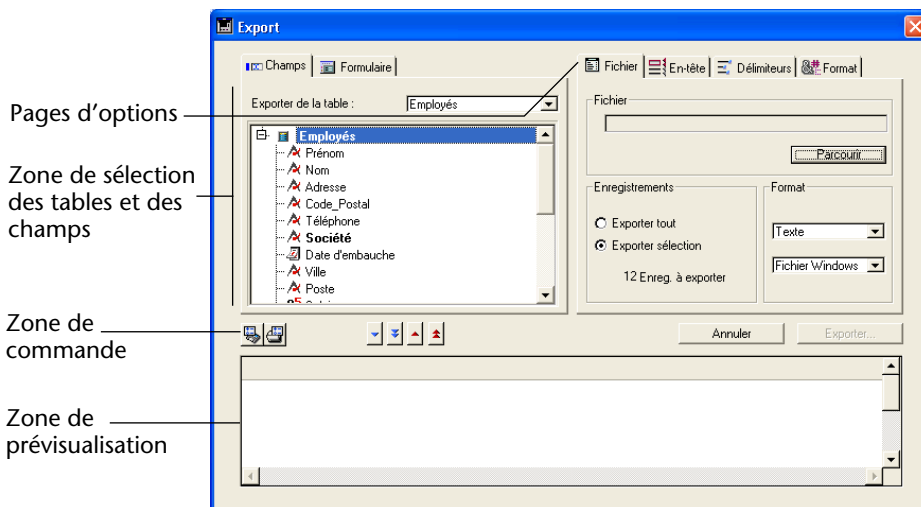 Export
Champs
Formulaire
Fichier
En-tête
Délimiteurs
Format
Pages d'options
Exporter de la table :
Employés
Fichier
Parcourir...
Zone de sélection
des tables et des
champs
Employés
Prénom
Nom
Adresse
Code_Postal
Téléphone
Société
Date d'embauche
Ville
Poste
Enregistrements
Exporter tout
Exporter sélection
12 Enreg. à exporter
Format
Texte
Fichier Windows
Zone de
commande
Annuler
Exporter...
Zone de
prévisualisation